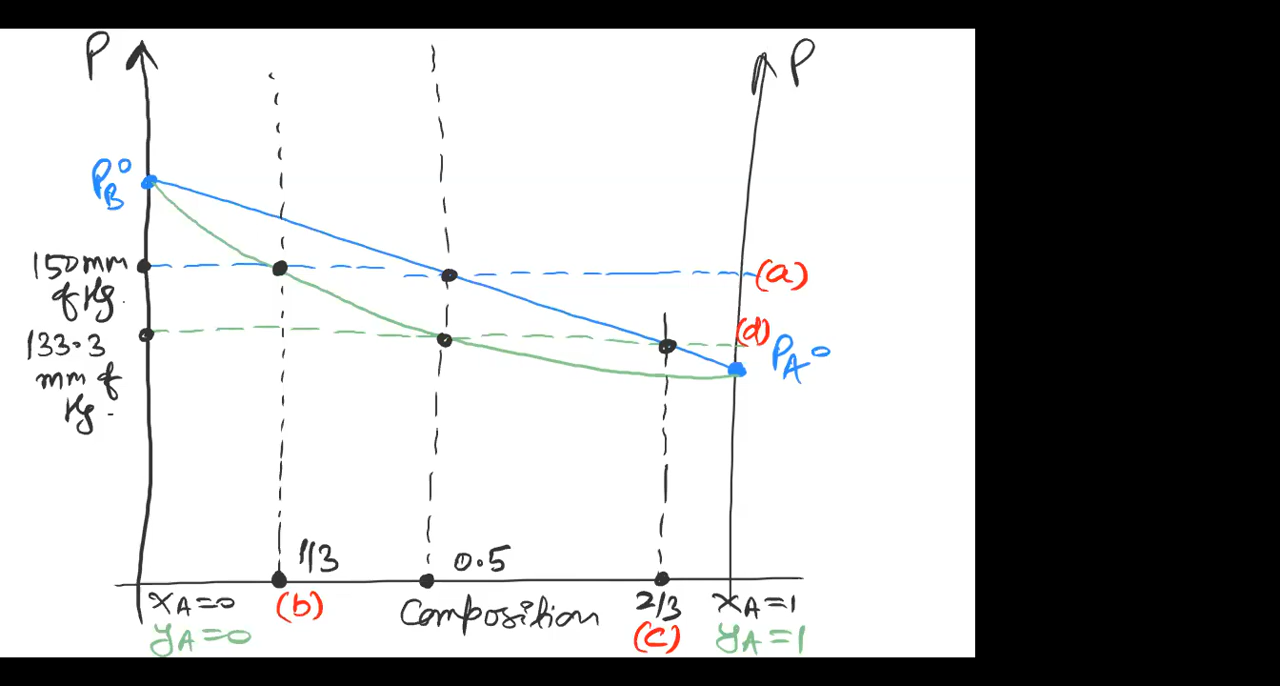 P
P
P_B°
150 mm
of Hg.
(a)
133.3
mm of
Hg.
(d)
P_A°
1/3
0.5
x_A=0
(b)
Composition
2/3
x_A=1
y_A=0
(c)
y_A=1